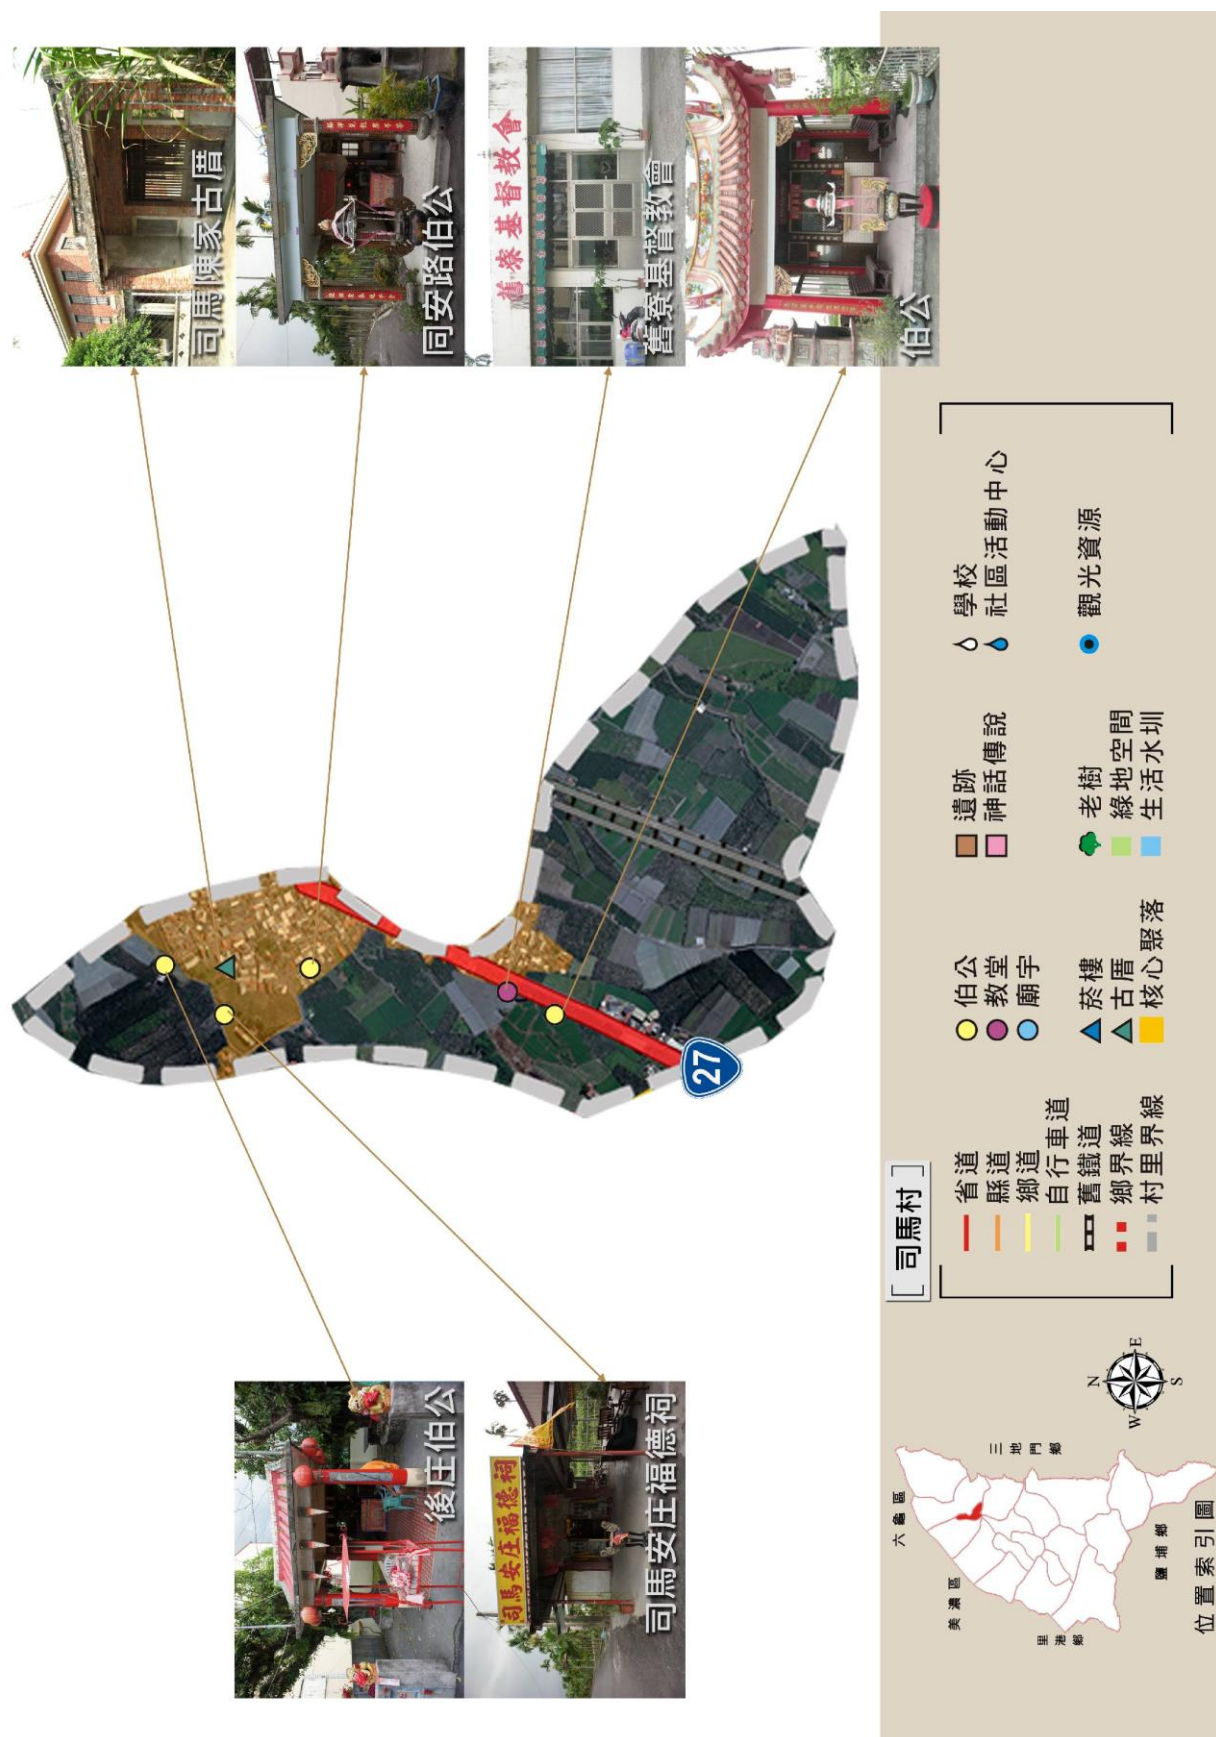 後庄伯公
司馬安庄福德祠
司馬安庄福德祠
司馬陳家古厝
同安路伯公
舊寮基督教會
舊寮基督教會
伯公
27
[司馬村]
省道
縣道
鄉道
自行車道
舊鐵道
鄉界線
村里界線
伯公
教堂
廟宇
菸樓
古厝
核心聚落
遺跡
神話傳說
老樹
綠地空間
生活水圳
學校
社區活動中心
觀光資源
六龜區
美濃區
三地門鄉
里港鄉
鹽埔鄉
位置索引圖
N
W E
S